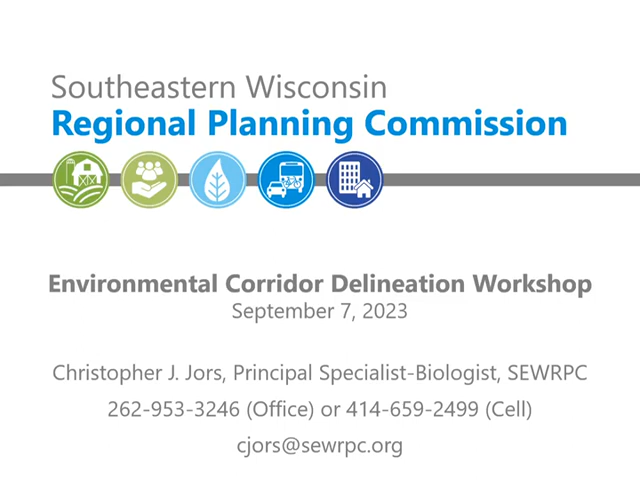 Southeastern Wisconsin
Regional Planning Commission
Environmental Corridor Delineation Workshop
September 7, 2023
Christopher J. Jors, Principal Specialist-Biologist, SEWRPC
262-953-3246 (Office) or 414-659-2499 (Cell)
cjors@sewrpc.org